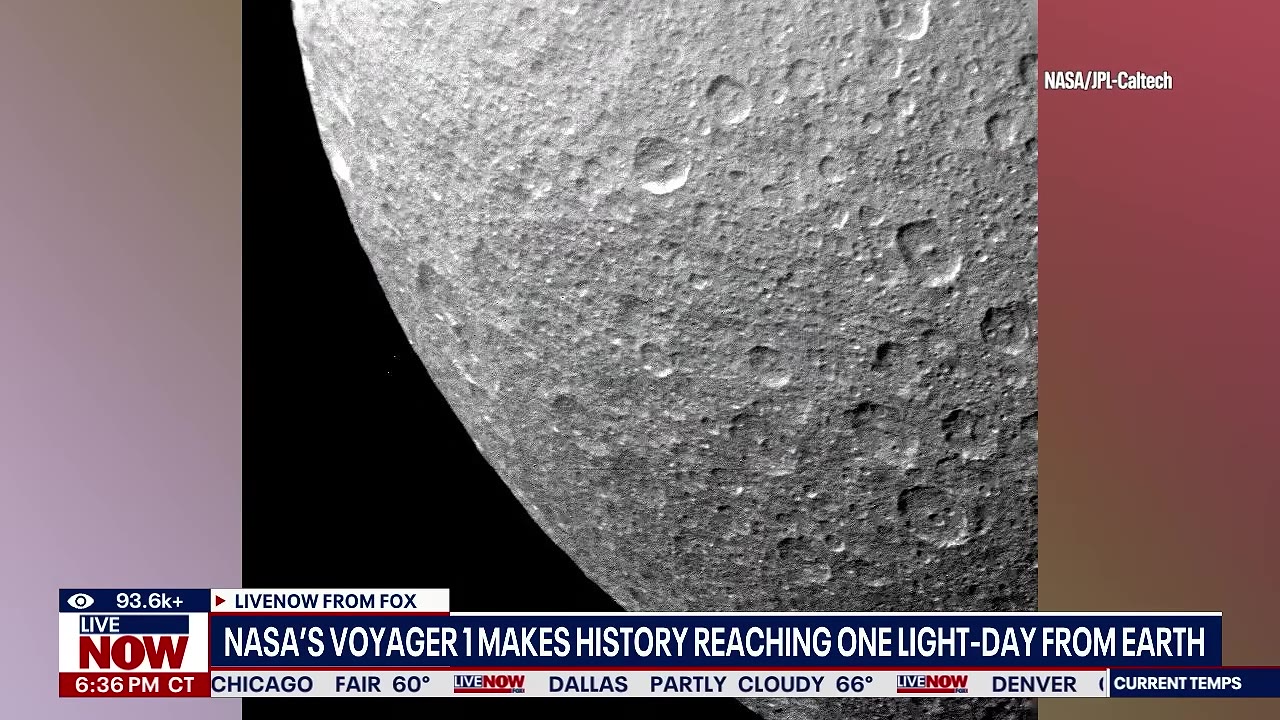 NASA/JPL-Caltech
93.6k+
LIVENOW FROM FOX
LIVE
NOW
NASA'S VOYAGER 1 MAKES HISTORY REACHING ONE LIGHT-DAY FROM EARTH
6:36 PM CT
CHICAGO FAIR 60° LIVENOW FOX DALLAS PARTLY CLOUDY 66° LIVENOW FOX DENVER
CURRENT TEMPS